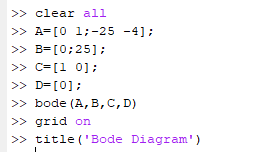 >> clear all
>> A=[0 1;-25 -4];
>> B=[0;25];
>> C=[1 0];
>> D=[0];
>> bode(A,B,C,D)
>> grid on
>> title('Bode Diagram')